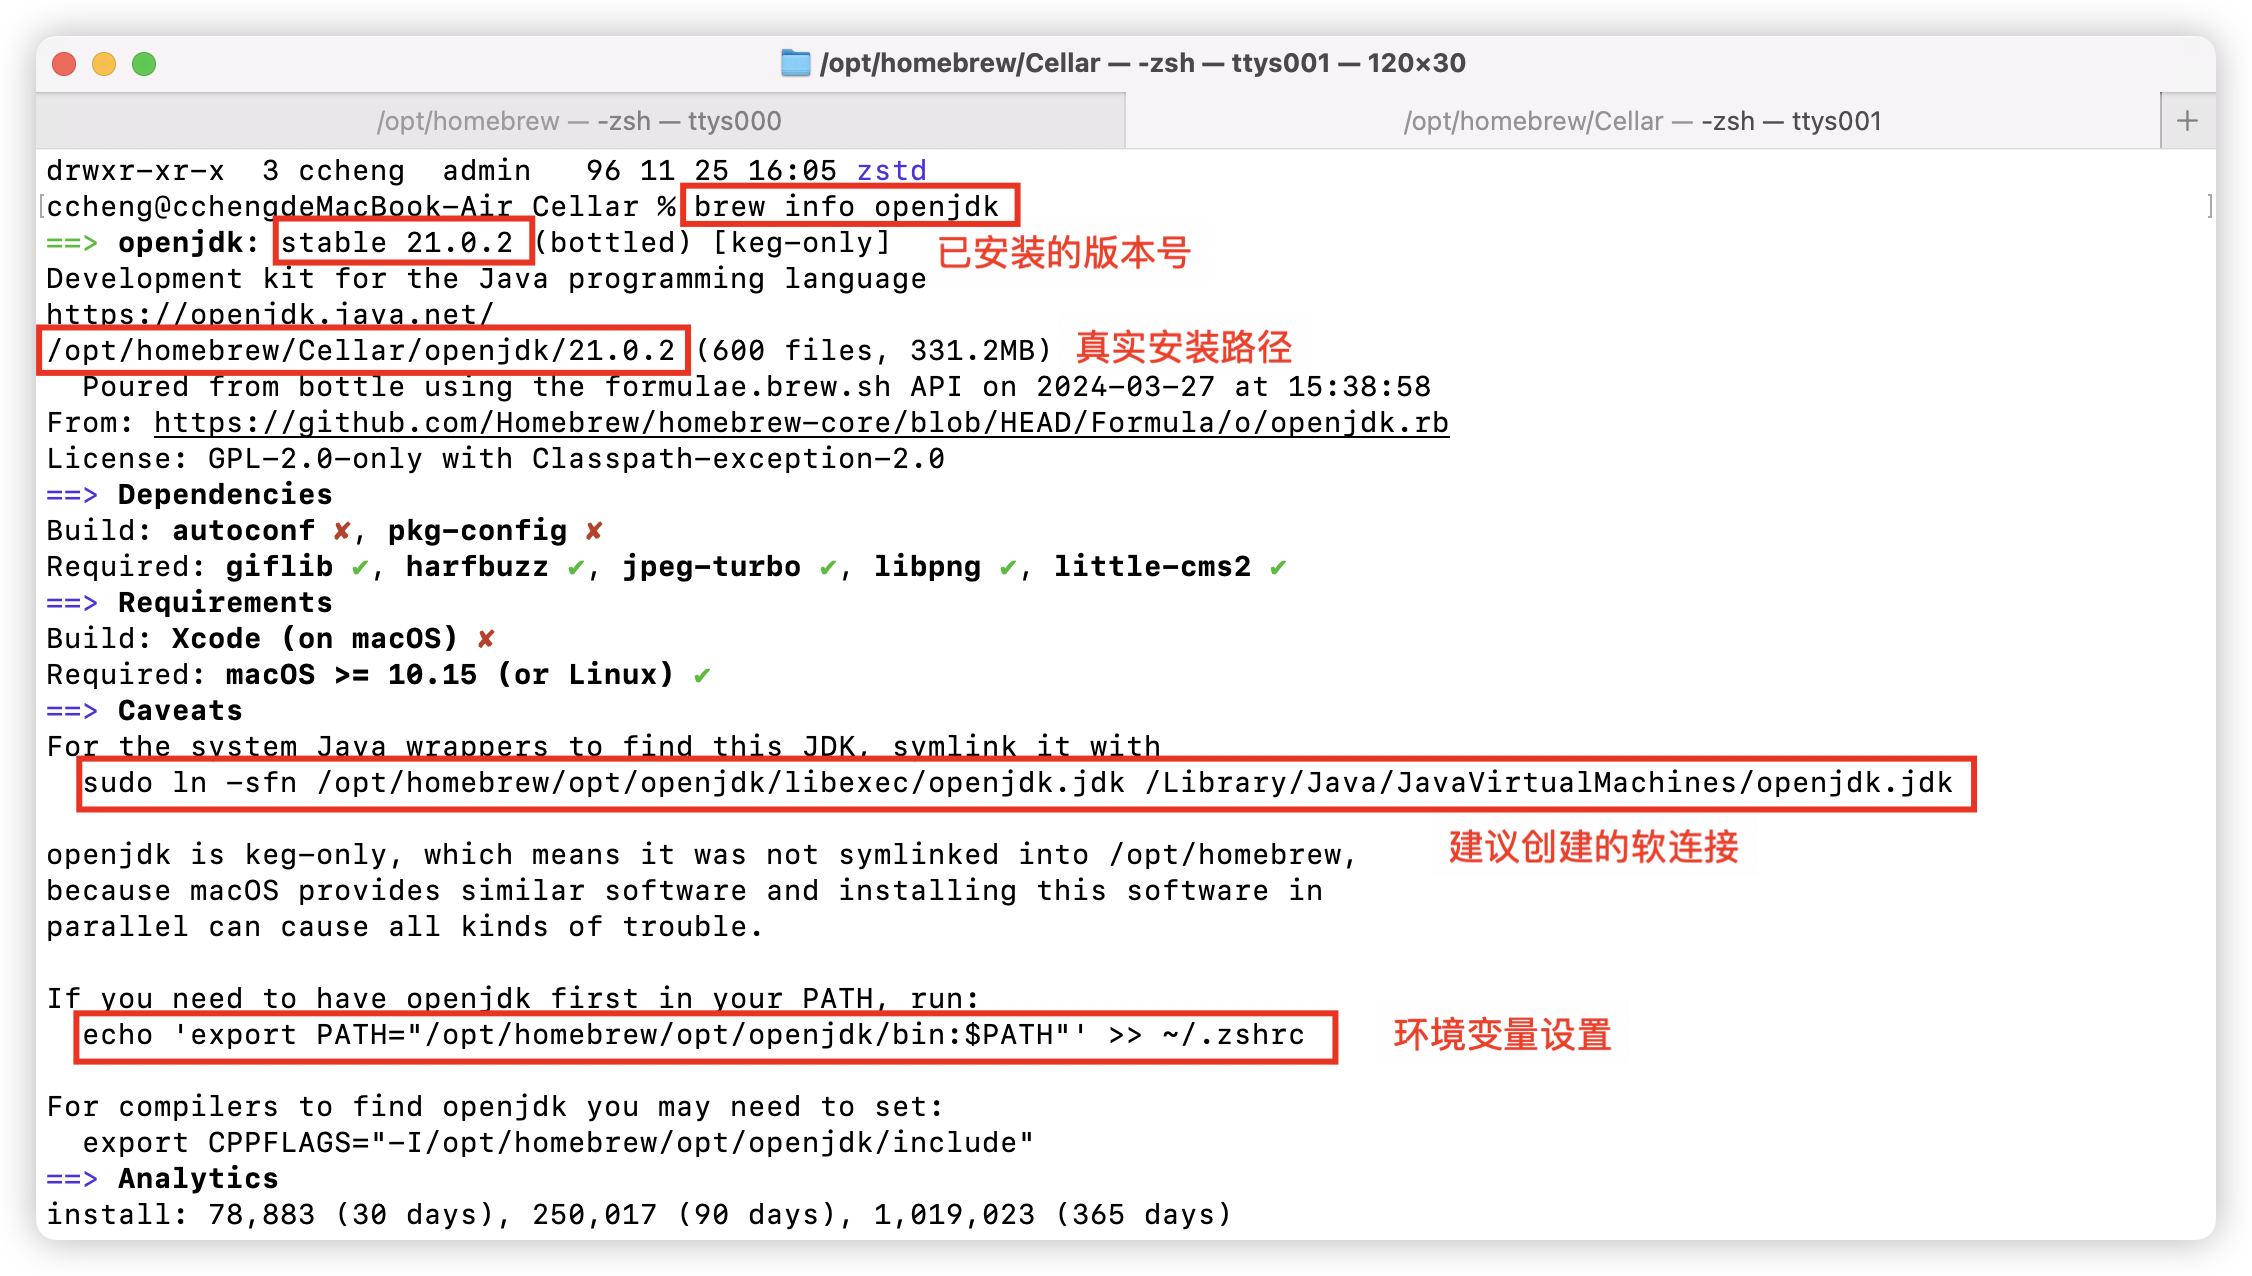 /opt/homebrew/Cellar — -zsh — ttys001 — 120×30
/opt/homebrew — -zsh — ttys000
/opt/homebrew/Cellar — -zsh — ttys001
+
drwxr-xr-x  3 ccheng  admin   96 11 25 16:05 zstd
[ccheng@cchengdeMacBook-Air Cellar % brew info openjdk ]
==> openjdk: stable 21.0.2 (bottled) [keg-only]
已安装的版本号
Development kit for the Java programming language
https://openjdk.java.net/
/opt/homebrew/Cellar/openjdk/21.0.2 (600 files, 331.2MB)
真实安装路径
  Poured from bottle using the formulae.brew.sh API on 2024-03-27 at 15:38:58
From: https://github.com/Homebrew/homebrew-core/blob/HEAD/Formula/o/openjdk.rb
License: GPL-2.0-only with Classpath-exception-2.0
==> Dependencies
Build: autoconf ✘, pkg-config ✘
Required: giflib ✔, harfbuzz ✔, jpeg-turbo ✔, libpng ✔, little-cms2 ✔
==> Requirements
Build: Xcode (on macOS) ✘
Required: macOS >= 10.15 (or Linux) ✔
==> Caveats
For the system Java wrappers to find this JDK, symlink it with
  sudo ln -sfn /opt/homebrew/opt/openjdk/libexec/openjdk.jdk /Library/Java/JavaVirtualMachines/openjdk.jdk
建议创建的软连接
openjdk is keg-only, which means it was not symlinked into /opt/homebrew,
because macOS provides similar software and installing this software in
parallel can cause all kinds of trouble.
If you need to have openjdk first in your PATH, run:
  echo 'export PATH="/opt/homebrew/opt/openjdk/bin:$PATH"' >> ~/.zshrc
环境变量设置
For compilers to find openjdk you may need to set:
  export CPPFLAGS="-I/opt/homebrew/opt/openjdk/include"
==> Analytics
install: 78,883 (30 days), 250,017 (90 days), 1,019,023 (365 days)